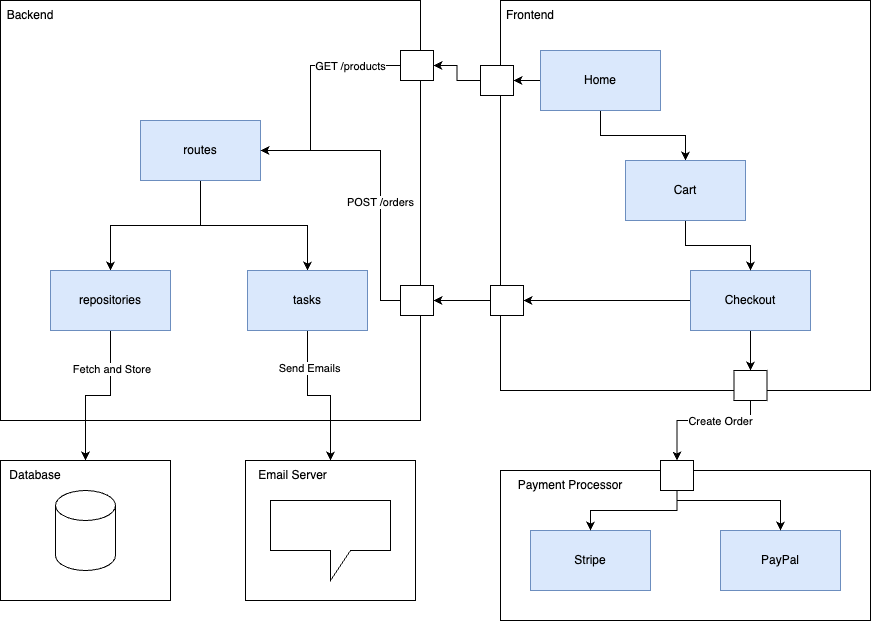 Backend
Frontend
GET /products
Home
routes
Cart
POST /orders
repositories
tasks
Checkout
Fetch and Store
Send Emails
Create Order
Database
Email Server
Payment Processor
Stripe
PayPal